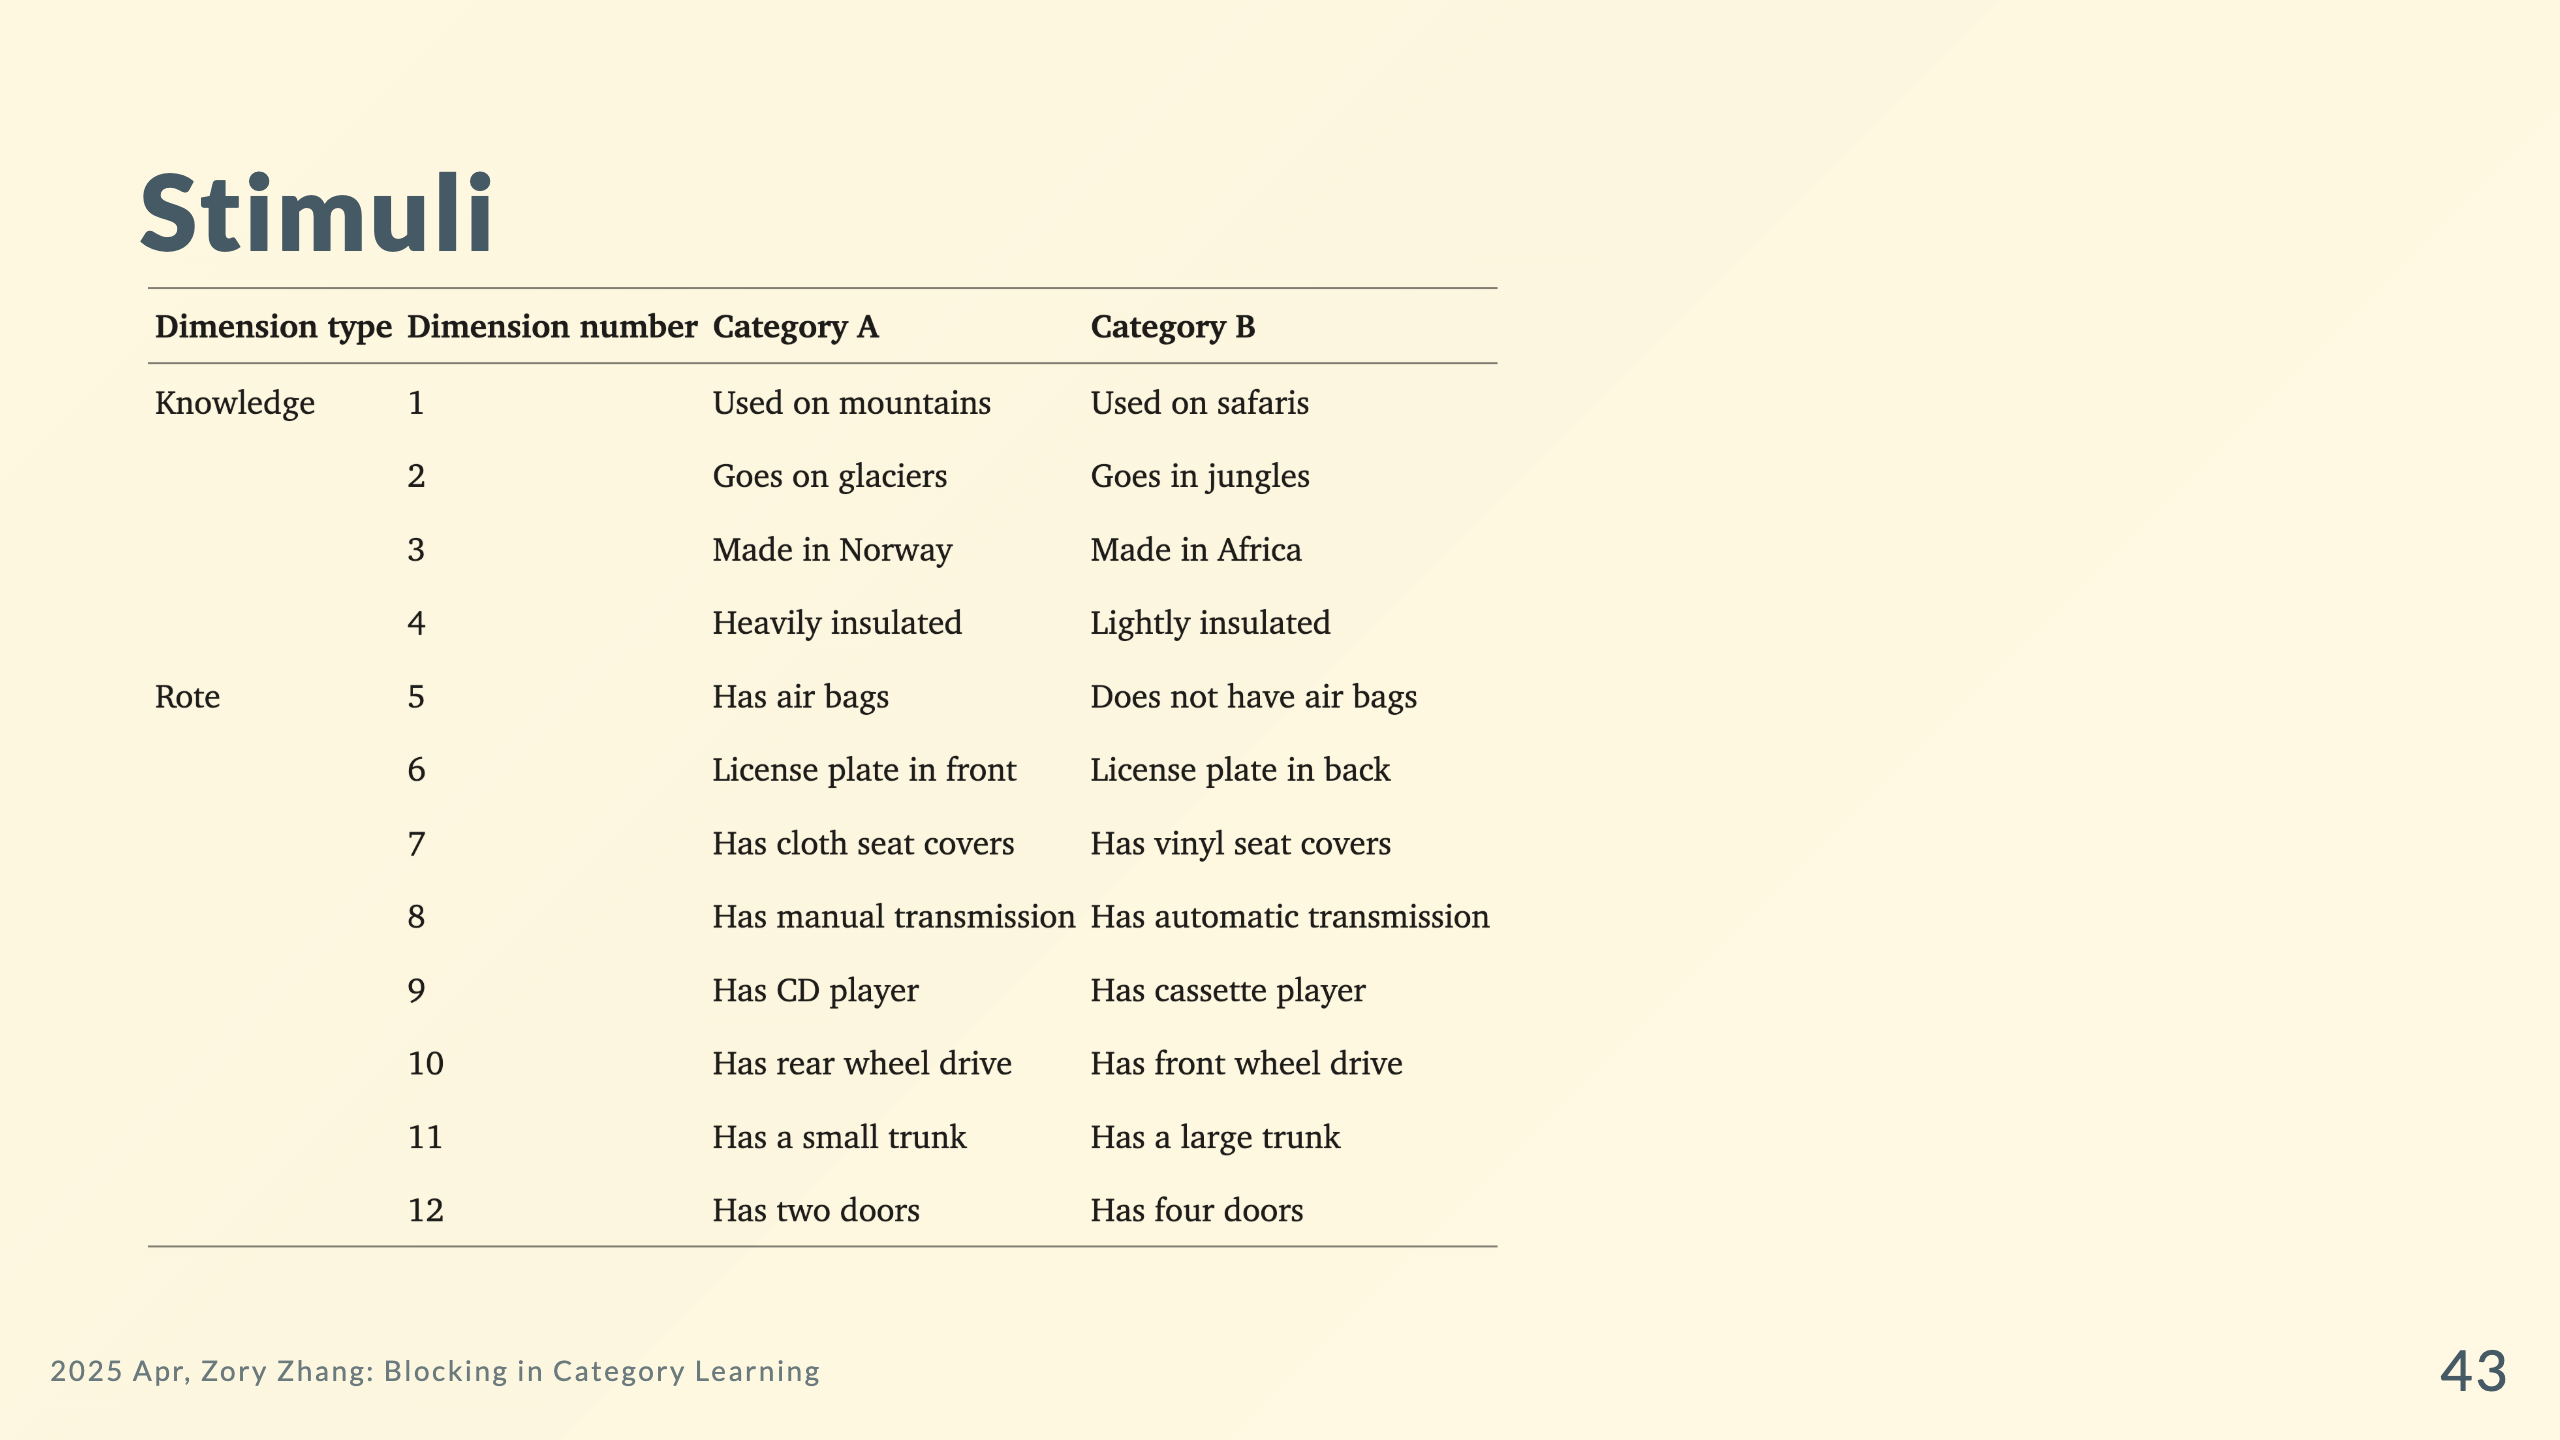 Stimuli
Dimension type Dimension number Category A Category B
Knowledge 1 Used on mountains Used on safaris
2 Goes on glaciers Goes in jungles
3 Made in Norway Made in Africa
4 Heavily insulated Lightly insulated
Rote 5 Has air bags Does not have air bags
6 License plate in front License plate in back
7 Has cloth seat covers Has vinyl seat covers
8 Has manual transmission Has automatic transmission
9 Has CD player Has cassette player
10 Has rear wheel drive Has front wheel drive
11 Has a small trunk Has a large trunk
12 Has two doors Has four doors
2025 Apr, Zory Zhang: Blocking in Category Learning 43